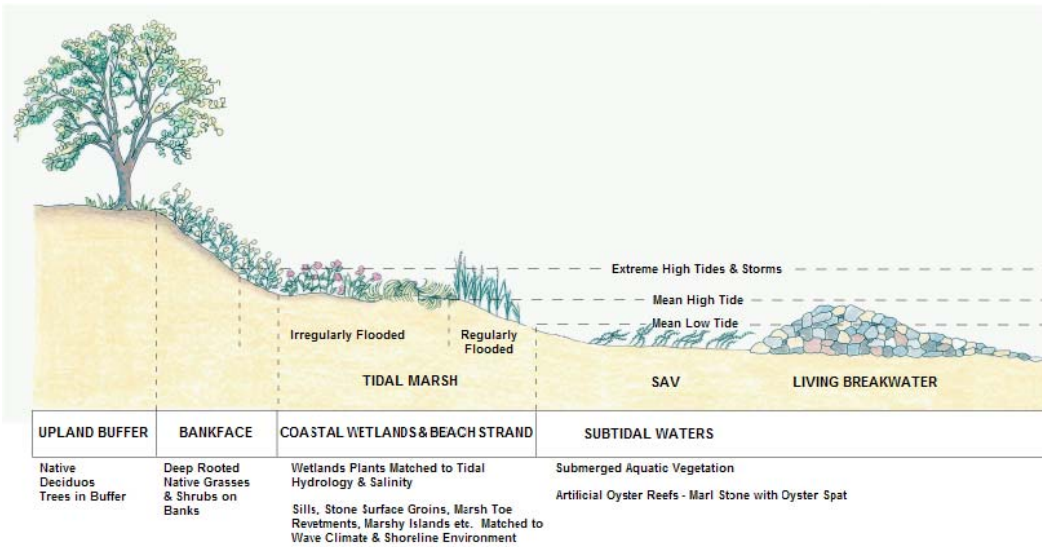 Extreme High Tides & Storms
Mean High Tide
Mean Low Tide
Irregularly Flooded
Regularly
Flooded
TIDAL MARSH
SAV
LIVING BREAKWATER
UPLAND BUFFER
BANKFACE
COASTAL WETLANDS & BEACH STRAND
SUBTIDAL WATERS
Native
Deciduos
Trees in Buffer
Deep Rooted
Native Grasses
& Shrubs on
Banks
Wetlands Plants Matched to Tidal
Hydrology & Salinity
Sills, Stone Surface Groins, Marsh Toe
Revetments, Marshy Islands etc. Matched to
Wave Climate & Shoreline Environment
Submerged Aquatic Vegetation
Artificial Oyster Reefs - Marl Stone with Oyster Spat